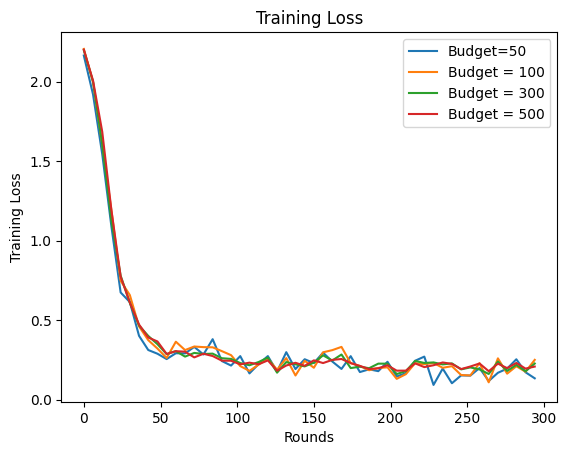 Training Loss
Budget=50
Budget = 100
Budget = 300
Budget = 500
Training Loss
2.0
1.5
1.0
0.5
0.0
0 50 100 150 200 250 300
Rounds